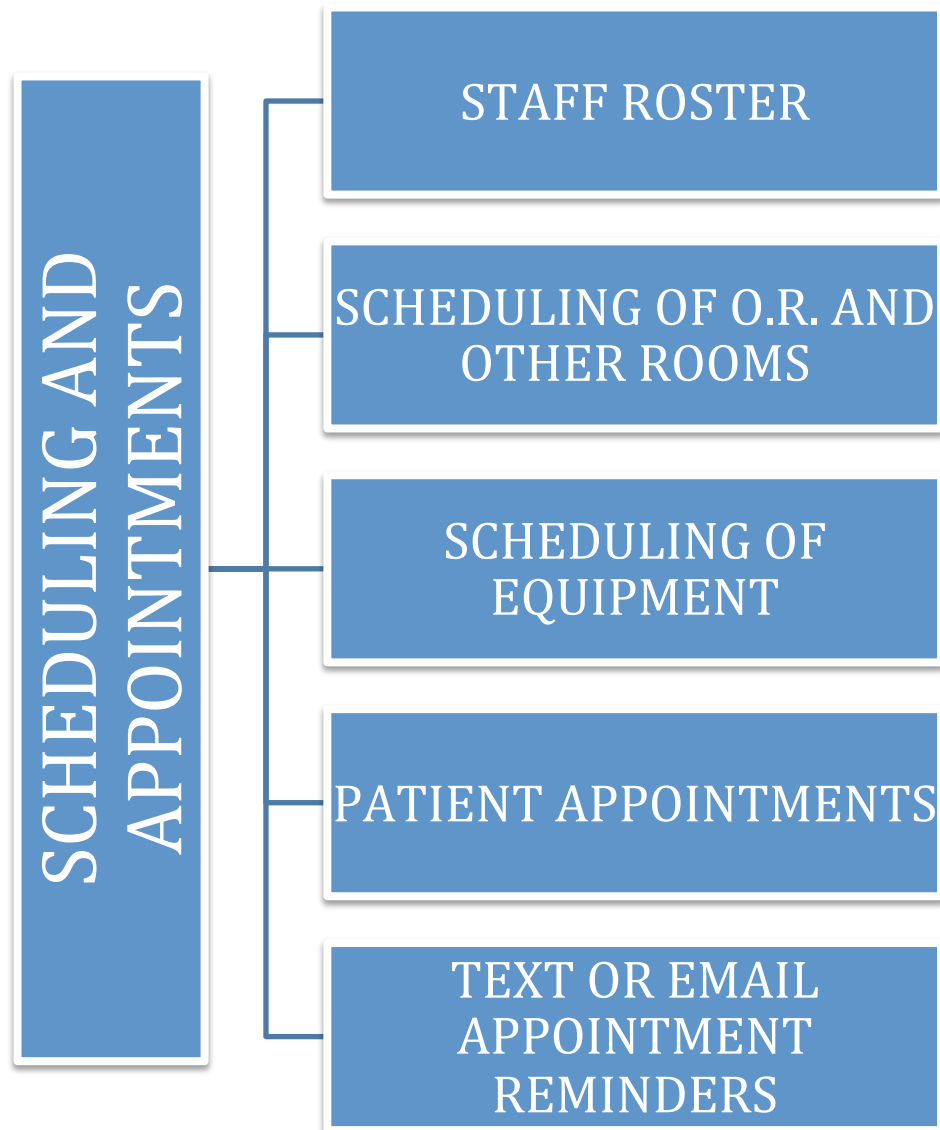 SCHEDULING AND
APPOINTMENTS
STAFF ROSTER
SCHEDULING OF O.R. AND
OTHER ROOMS
SCHEDULING OF
EQUIPMENT
PATIENT APPOINTMENTS
TEXT OR EMAIL
APPOINTMENT
REMINDERS